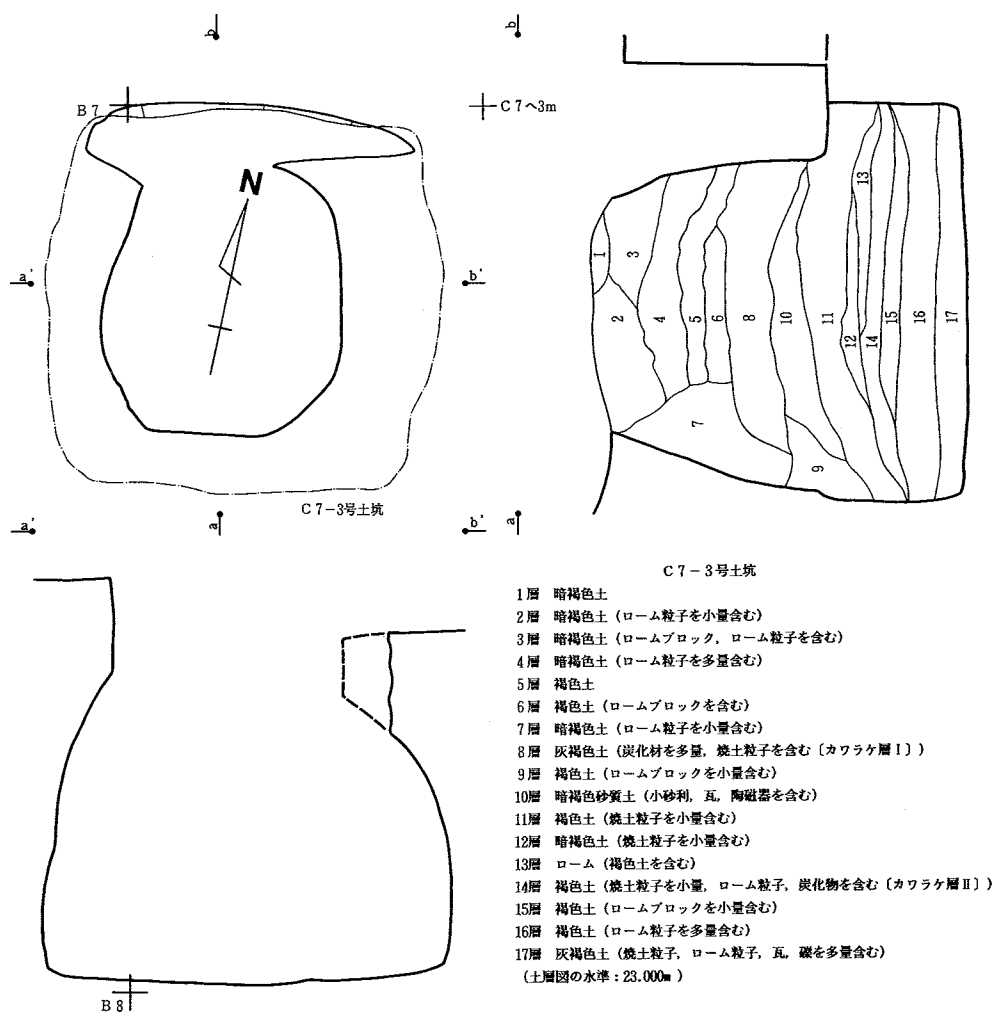 b
b
B 7
C 7へ3m
N
a'
b'
C 7-3号土坑
a'
a
b'
a
1
2
3
4
5
6
7
8
9
10
11
12
13
14
15
16
17
B 8
C 7－3号土坑
1層 暗褐色土
2層 暗褐色土（ローム粒子を小量含む）
3層 暗褐色土（ロームブロック，ローム粒子を含む）
4層 暗褐色土（ローム粒子を多量含む）
5層 褐色土
6層 褐色土（ロームブロックを含む）
7層 暗褐色土（ローム粒子を小量含む）
8層 灰褐色土（炭化材を多量，焼土粒子を含む〔カワラケ層Ⅰ〕）
9層 褐色土（ロームブロックを小量含む）
10層 暗褐色砂質土（小砂利，瓦，陶磁器を含む）
11層 褐色土（焼土粒子を小量含む）
12層 暗褐色土（焼土粒子を小量含む）
13層 ローム（褐色土を含む）
14層 褐色土（焼土粒子を小量，ローム粒子，炭化物を含む〔カワラケ層Ⅱ〕）
15層 褐色土（ロームブロックを小量含む）
16層 褐色土（ローム粒子を多量含む）
17層 灰褐色土（焼土粒子，ローム粒子，瓦，礫を多量含む）
（土層図の水準：23.000m）